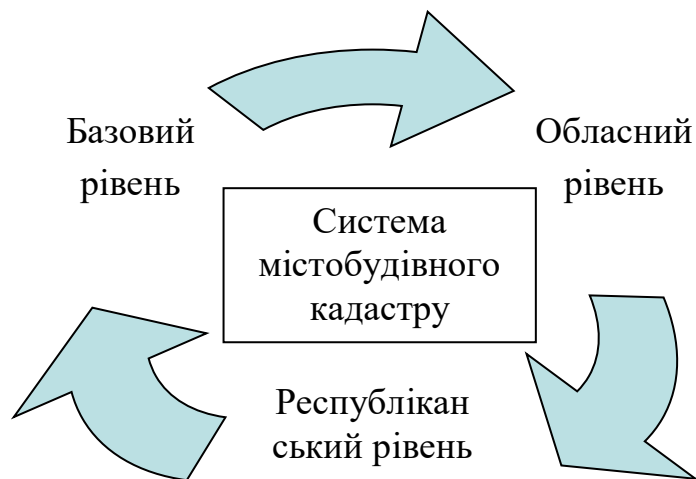 Базовий
рівень
Обласний
рівень
Система
містобудівного
кадастру
Республікан
ський рівень